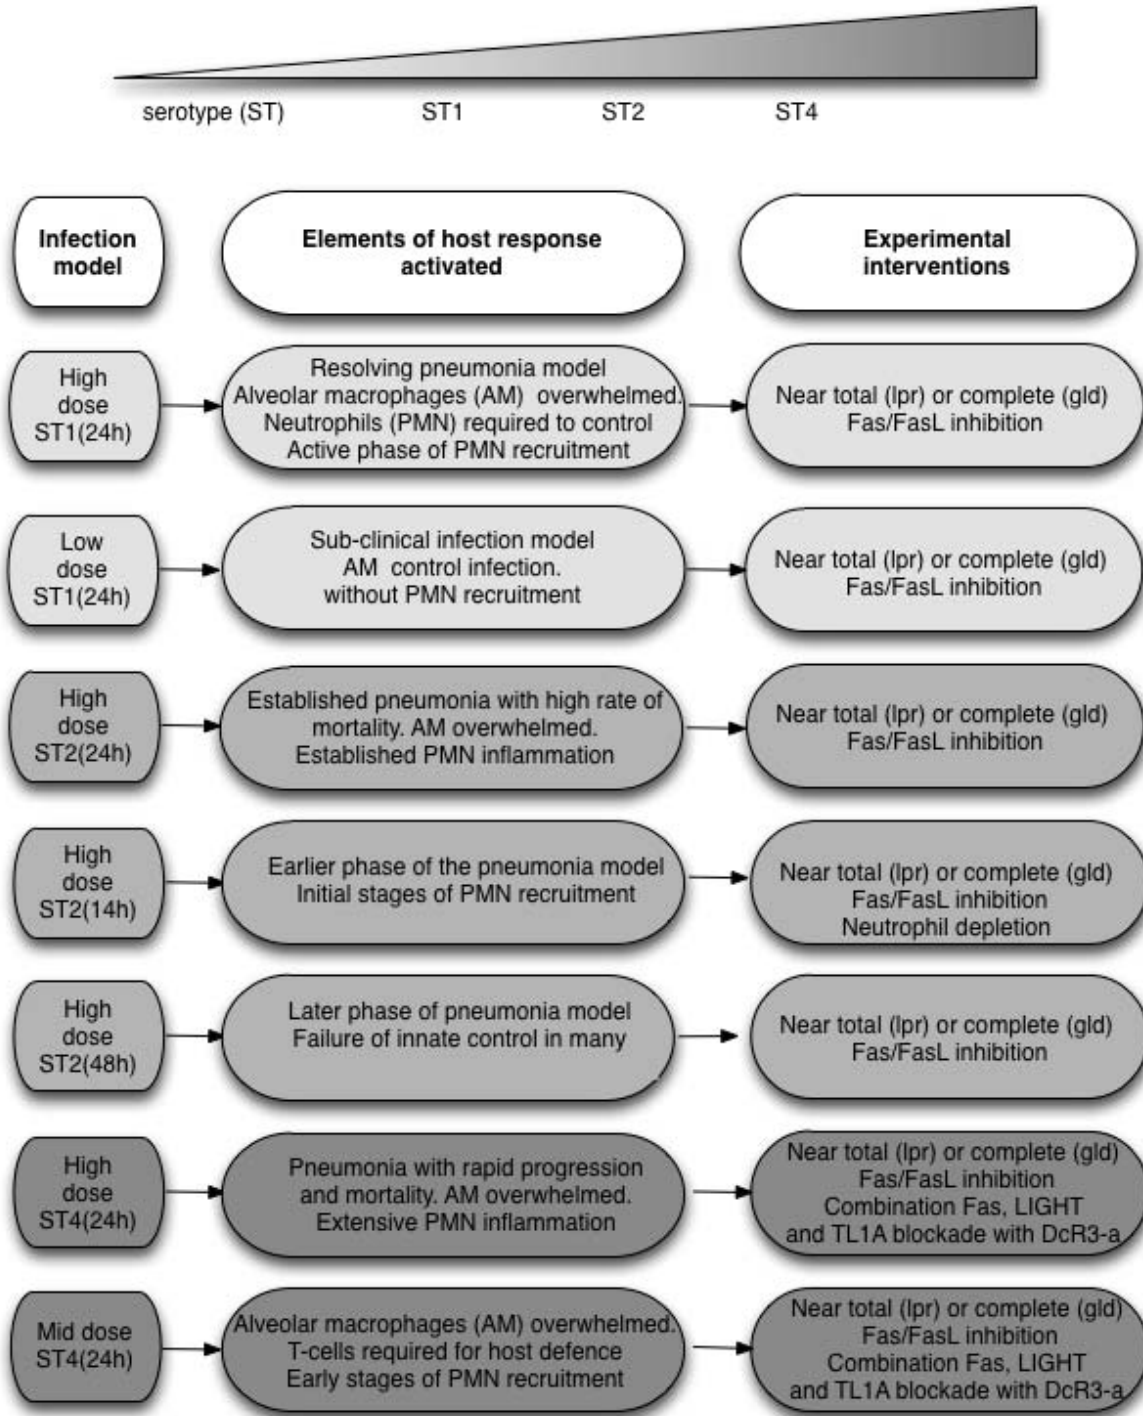 serotype (ST) ST1 ST2 ST4
Infection
model
Elements of host response
activated
Experimental
interventions
High
dose
ST1(24h)
Resolving pneumonia model
Alveolar macrophages (AM) overwhelmed.
Neutrophils (PMN) required to control
Active phase of PMN recruitment
Near total (lpr) or complete (gld)
Fas/FasL inhibition
Low
dose
ST1(24h)
Sub-clinical infection model
AM control infection.
without PMN recruitment
Near total (lpr) or complete (gld)
Fas/FasL inhibition
High
dose
ST2(24h)
Established pneumonia with high rate of
mortality. AM overwhelmed.
Established PMN inflammation
Near total (lpr) or complete (gld)
Fas/FasL inhibition
High
dose
ST2(14h)
Earlier phase of the pneumonia model
Initial stages of PMN recruitment
Near total (lpr) or complete (gld)
Fas/FasL inhibition
Neutrophil depletion
High
dose
ST2(48h)
Later phase of pneumonia model
Failure of innate control in many
Near total (lpr) or complete (gld)
Fas/FasL inhibition
High
dose
ST4(24h)
Pneumonia with rapid progression
and mortality. AM overwhelmed.
Extensive PMN inflammation
Near total (lpr) or complete (gld)
Fas/FasL inhibition
Combination Fas, LIGHT
and TL1A blockade with DcR3-a
Mid dose
ST4(24h)
Alveolar macrophages (AM) overwhelmed.
T-cells required for host defence
Early stages of PMN recruitment
Near total (lpr) or complete (gld)
Fas/FasL inhibition
Combination Fas, LIGHT
and TL1A blockade with DcR3-a